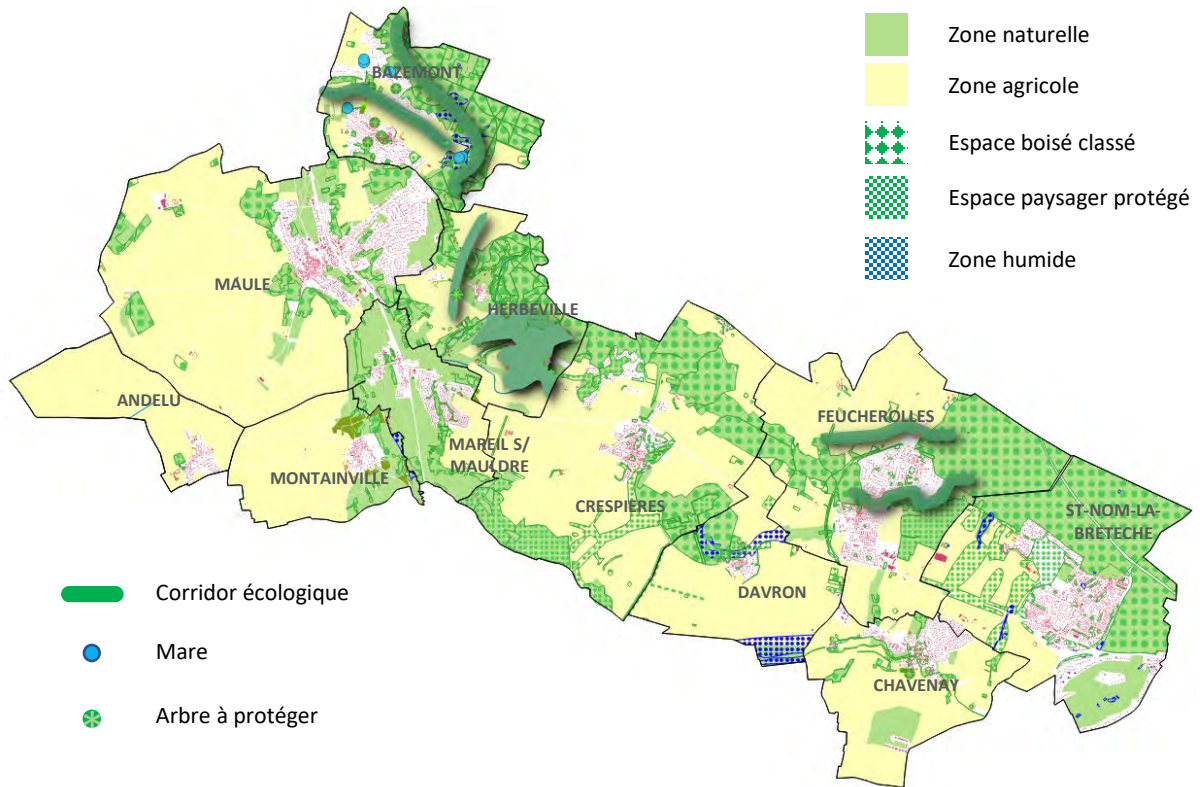 Zone naturelle
Zone agricole
Espace boisé classé
Espace paysager protégé
Zone humide
BAZEMONT
MAULE
HERBEVILLE
ANDELU
FEUCHEROLLES
MAREIL S/
MAULDRE
MONTAINVILLE
CRESPIÈRES
ST-NOM-LA-
BRETECHE
DAVRON
CHAVENAY
Corridor écologique
Mare
Arbre à protéger